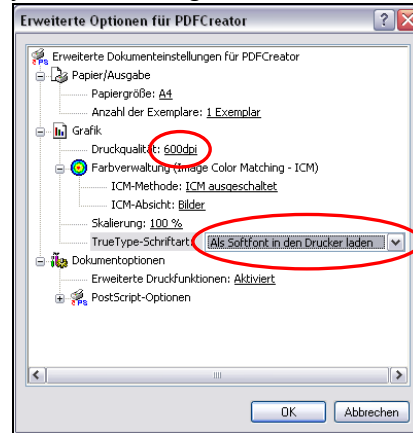 Erweiterte Optionen für PDFCreator
Erweiterte Dokumenteinstellungen für PDFCreator
Papier/Ausgabe
Papiergröße: A4
Anzahl der Exemplare: 1 Exemplar
Grafik
Druckqualität: 600dpi
Farbverwaltung (Image Color Matching - ICM)
ICM-Methode: ICM ausgeschaltet
ICM-Absicht: Bilder
Skalierung: 100 %
TrueType-Schriftart: Als Softfont in den Drucker laden
Dokumentoptionen
Erweiterte Druckfunktionen: Aktiviert
PostScript-Optionen
OK Abbrechen